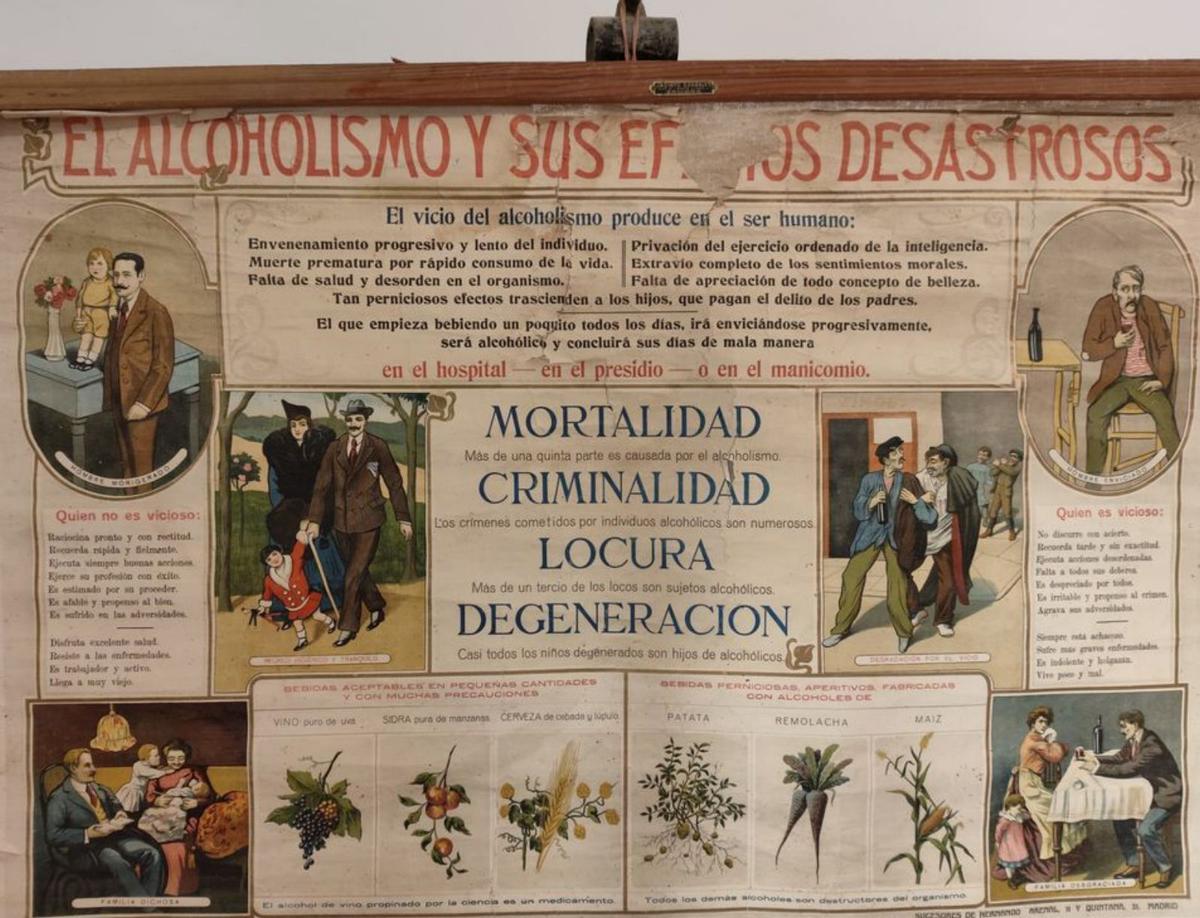 EL ALCOHOLISMO Y SUS EF OS DESASTROSOS
El vicio del alcoholismo produce en el ser humano:
Envenenamiento progresivo y lento del individuo.
Muerte prematura por rápido consumo de la vida.
Falta de salud y desorden en el organismo.
Privación del ejercicio ordenado de la inteligencia.
Extravío completo de los sentimientos morales.
Falta de apreciación de todo concepto de belleza.
Tan perniciosos efectos trascienden a los hijos, que pagan el delito de los padres.
El que empieza bebiendo un poquito todos los días, irá enviciándose progresivamente,
será alcohólico y concluirá sus días de mala manera
en el hospital — en el presidio — o en el manicomio.
HOMBRE MORIGERADO
Quien no es vicioso:
Raciocina pronto y con rectitud.
Recuerda rápida y fielmente.
Ejecuta siempre buenas acciones.
Ejerce su profesión con éxito.
Es estimado por su proceder.
Es afable y propenso al bien.
Es sufrido en las adversidades.
Disfruta excelente salud.
Resiste a las enfermedades.
Es trabajador y activo.
Llega a muy viejo.
RECREO HIGIÉNICO Y TRANQUILO
MORTALIDAD
Más de una quinta parte es causada por el alcoholismo.
CRIMINALIDAD
Los crímenes cometidos por individuos alcohólicos son numerosos.
LOCURA
Más de un tercio de los locos son sujetos alcohólicos.
DEGENERACION
Casi todos los niños degenerados son hijos de alcohólicos.
DEGRADACIÓN POR EL VICIO
HOMBRE ENVICIADO
Quien es vicioso:
No discurre con acierto.
Recuerda tarde y sin exactitud.
Ejecuta acciones desordenadas.
Falta a todos sus deberes.
Es despreciado por todos.
Es irritable y propenso al crimen.
Agrava sus adversidades.
Siempre está achacoso.
Sufre más graves enfermedades.
Es indolente y holgazán.
Vive poco y mal.
FAMILIA DICHOSA
BEBIDAS ACEPTABLES EN PEQUEÑAS CANTIDADES
Y CON MUCHAS PRECAUCIONES
VINO puro de uva
SIDRA pura de manzanas
CERVEZA de cebada y lúpulo
El alcohol de vino propinado por la ciencia es un medicamento.
BEBIDAS PERNICIOSAS, APERITIVOS, FABRICADAS
CON ALCOHOLES DE
PATATA
REMOLACHA
MAIZ
Todos los demás alcoholes son destructores del organismo.
FAMILIA DESGRACIADA
SUCESORES DE HERNANDO ARENAL, 11 Y QUINTANA, 31. MADRID